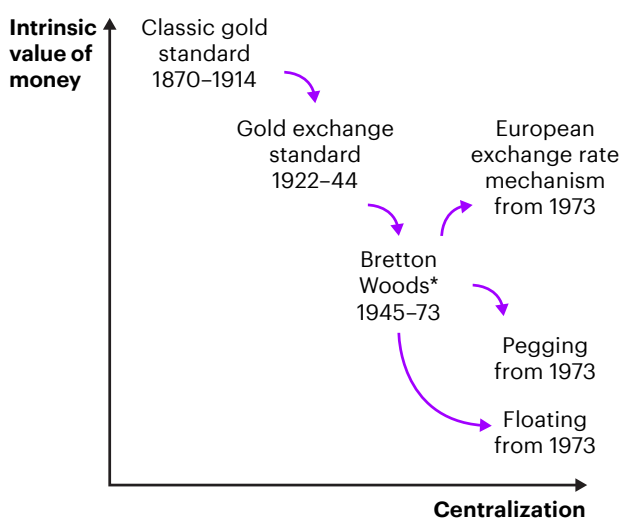 Intrinsic
value of
money
Classic gold
standard
1870–1914
Gold exchange
standard
1922–44
European
exchange rate
mechanism
from 1973
Bretton
Woods*
1945–73
Pegging
from 1973
Floating
from 1973
Centralization